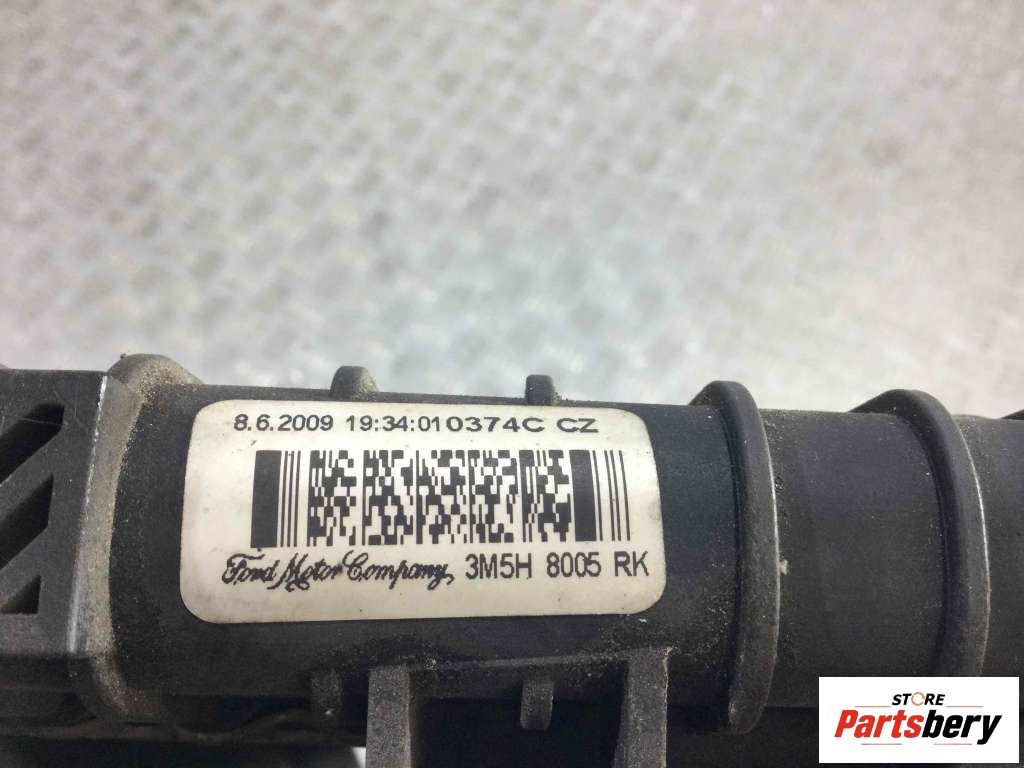 8.6.2009 19:34:010374C CZ
Ford Motor Company, 3M5H 8005 RK
STORE
Partsbery